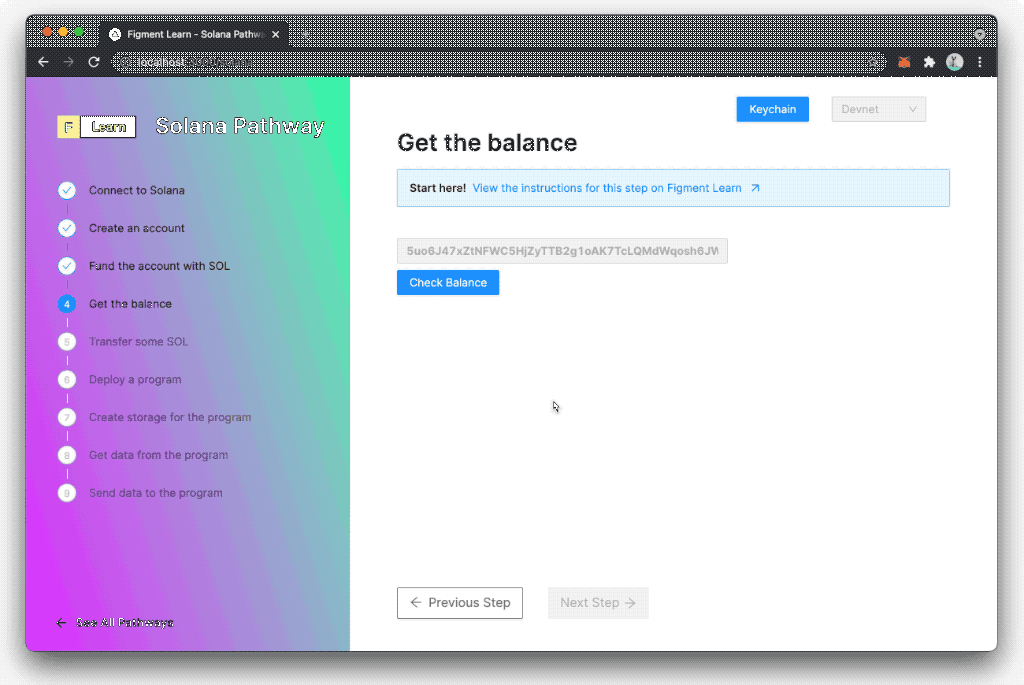 Figment Learn - Solana Pathw
localhost
F Learn Solana Pathway
Connect to Solana
Create an account
Fund the account with SOL
4 Get the balance
5 Transfer some SOL
6 Deploy a program
7 Create storage for the program
8 Get data from the program
9 Send data to the program
← See All Pathways
Keychain
Devnet
Get the balance
Start here! View the instructions for this step on Figment Learn
5uo6J47xZtNFWC5HjZyTTB2g1oAK7TcLQMdWqosh6JW
Check Balance
← Previous Step
Next Step →